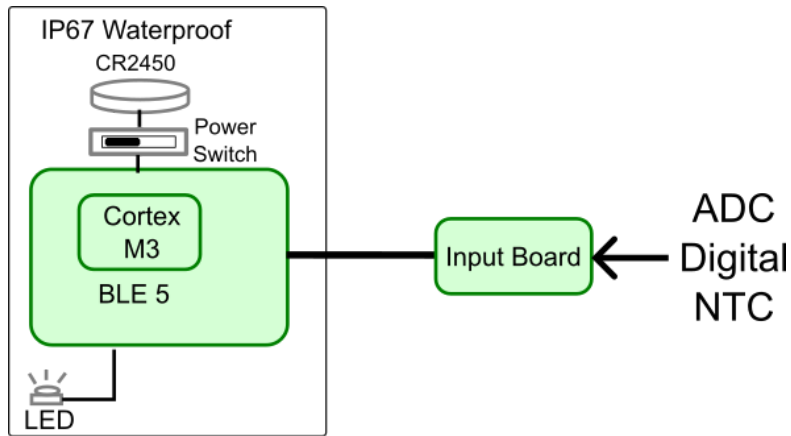 IP67 Waterproof
CR2450
Power
Switch
Cortex
M3
BLE 5
LED
Input Board
ADC
Digital
NTC